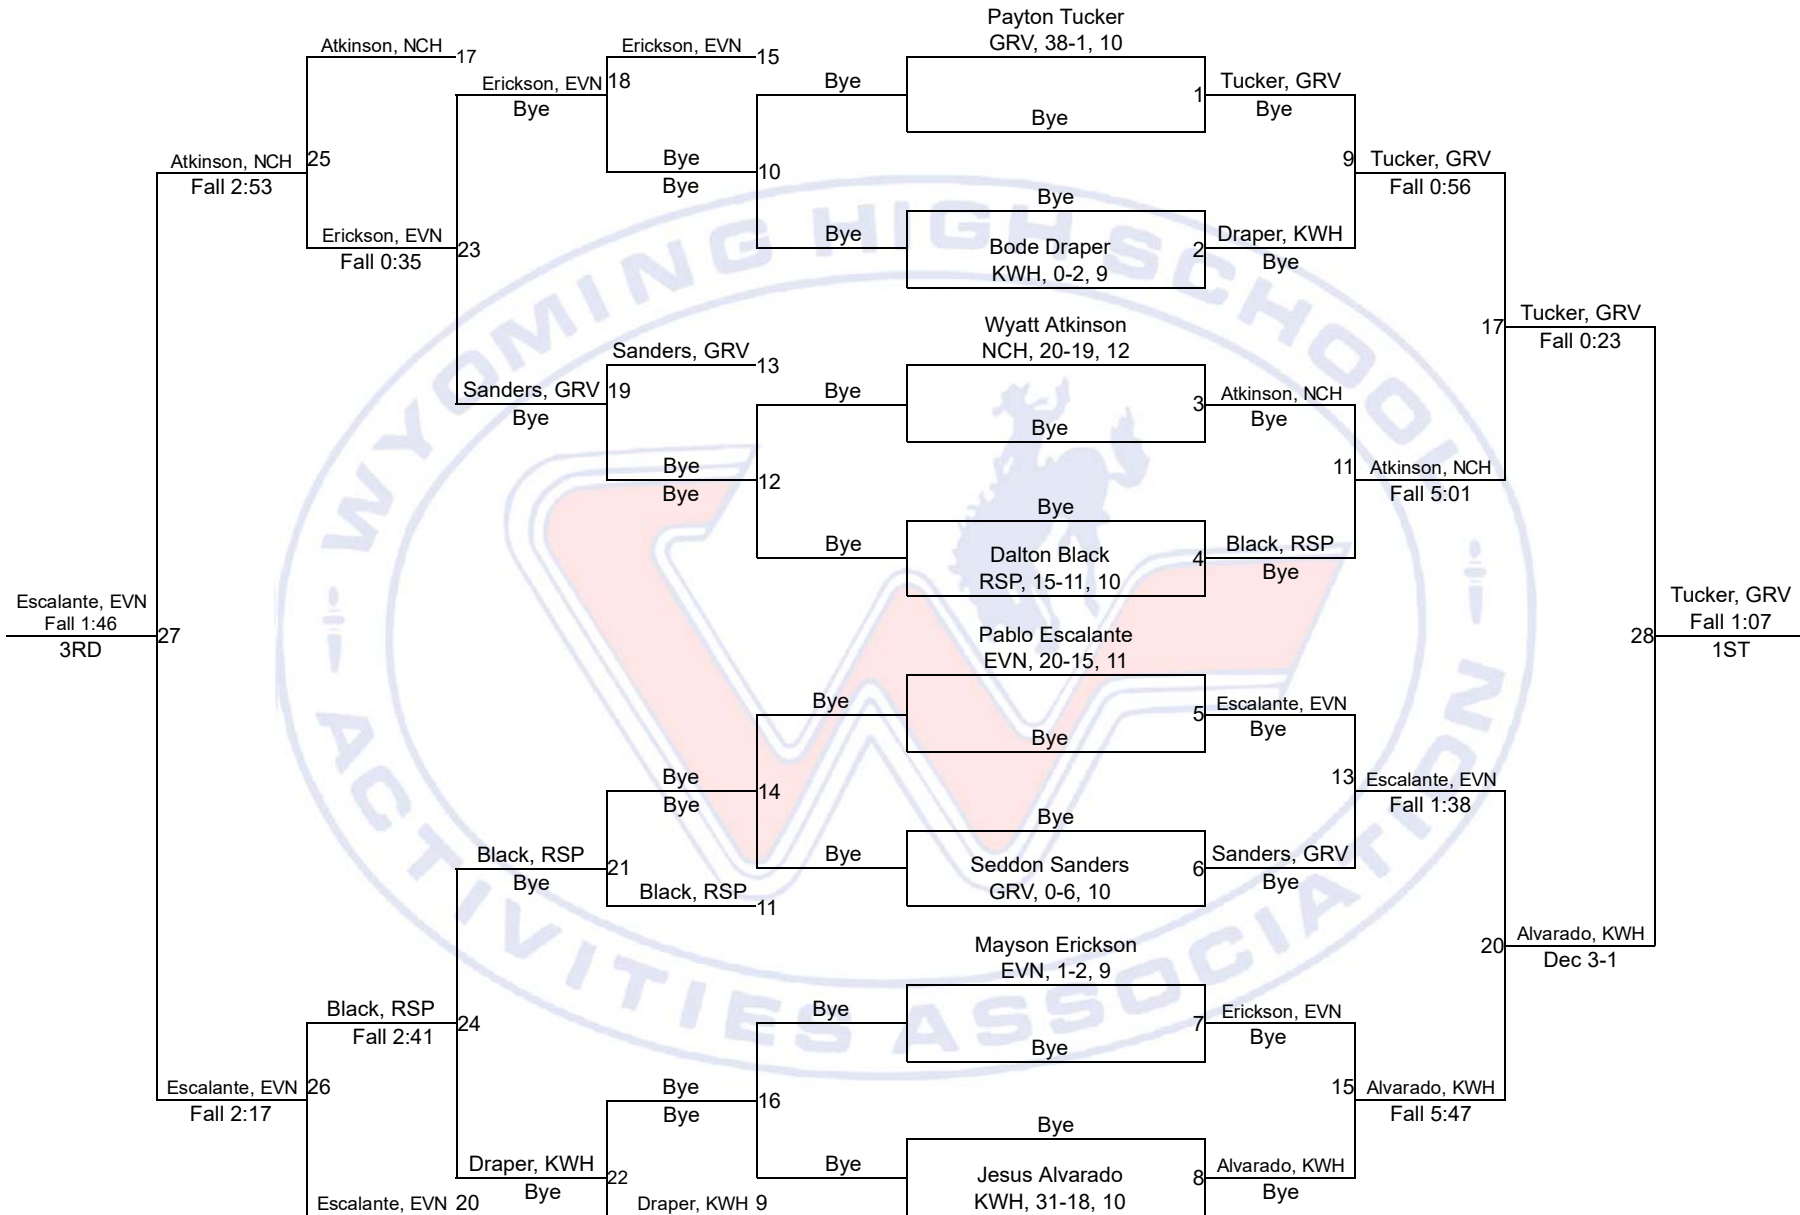 Payton Tucker
GRV, 38-1, 10
Atkinson, NCH
17
Erickson, EVN
15
Erickson, EVN
18
Bye
Bye
Bye
1
Tucker, GRV
Bye
Bye
Atkinson, NCH
25
Fall 2:53
Bye
10
Bye
9
Tucker, GRV
Fall 0:56
Bye
Erickson, EVN
23
Fall 0:35
Bye
Bode Draper
KWH, 0-2, 9
2
Draper, KWH
Bye
Wyatt Atkinson
NCH, 20-19, 12
17
Tucker, GRV
Fall 0:23
Sanders, GRV
13
Sanders, GRV
19
Bye
Bye
Bye
3
Atkinson, NCH
Bye
Bye
12
Bye
11
Atkinson, NCH
Fall 5:01
Bye
Bye
Dalton Black
RSP, 15-11, 10
4
Black, RSP
Bye
Escalante, EVN
Fall 1:46
27
3RD
Tucker, GRV
Fall 1:07
28
1ST
Pablo Escalante
EVN, 20-15, 11
Bye
Bye
5
Escalante, EVN
Bye
Bye
14
Bye
13
Escalante, EVN
Fall 1:38
Bye
Black, RSP
21
Bye
Black, RSP
11
Bye
Seddon Sanders
GRV, 0-6, 10
6
Sanders, GRV
Bye
Mayson Erickson
EVN, 1-2, 9
20
Alvarado, KWH
Dec 3-1
Black, RSP
24
Fall 2:41
Bye
Bye
7
Erickson, EVN
Bye
Escalante, EVN
26
Fall 2:17
Bye
16
Bye
15
Alvarado, KWH
Fall 5:47
Bye
Draper, KWH
22
Bye
Bye
Jesus Alvarado
KWH, 31-18, 10
8
Alvarado, KWH
Bye
Escalante, EVN 20
Draper, KWH 9
WYOMING HIGH SCHOOL
ACTIVITIES ASSOCIATION